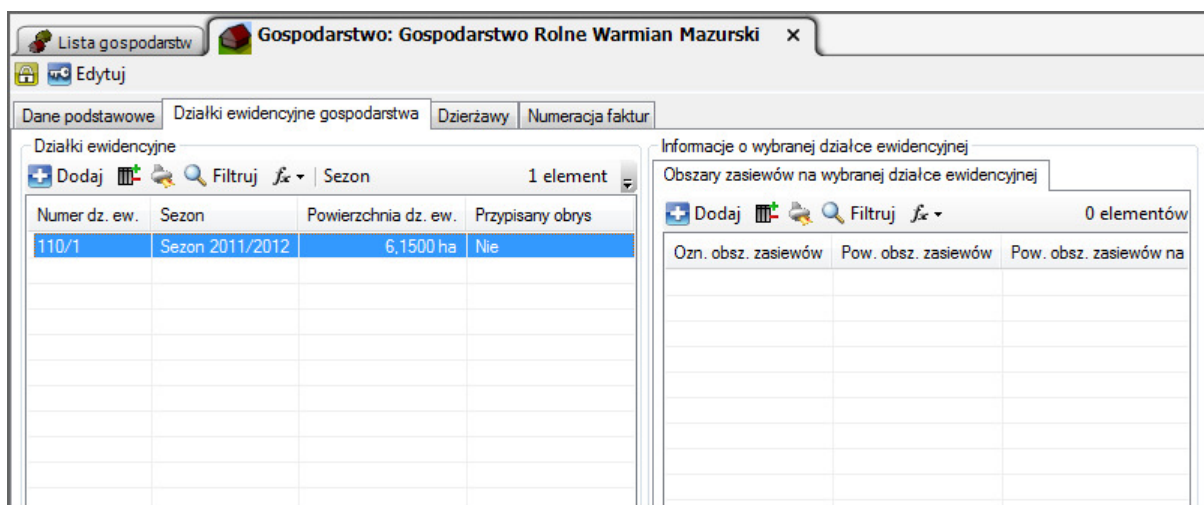 Lista gospodarstw Gospodarstwo: Gospodarstwo Rolne Warmian Mazurski
Edytuj
Dane podstawowe Działki ewidencyjne gospodarstwa Dzierżawy Numeracja faktur
Działki ewidencyjne
Dodaj Filtruj fx Sezon 1 element
Numer dz. ew. Sezon Powierzchnia dz. ew. Przypisany obrys
110/1 Sezon 2011/2012 6,1500 ha Nie
Informacje o wybranej działce ewidencyjnej
Obszary zasiewów na wybranej działce ewidencyjnej
Dodaj Filtruj fx 0 elementów
Ozn. obsz. zasiewów Pow. obsz. zasiewów Pow. obsz. zasiewów na